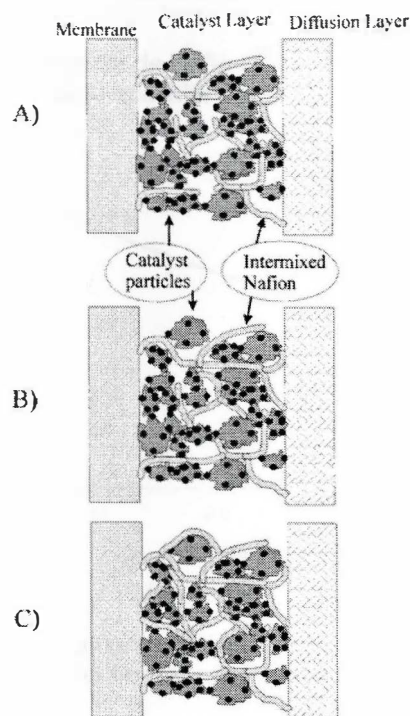 Membrane Catalyst Layer Diffusion Layer
A)
Catalyst particles
Intermixed Nafion
B)
C)